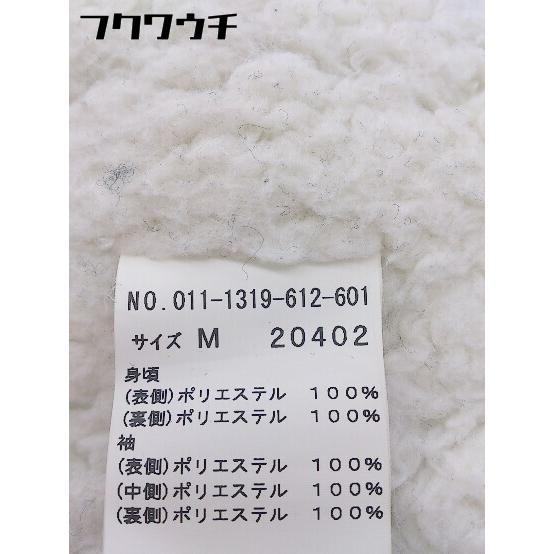 フクワウチ
NO.011-1319-612-601
サイズ M 20402
身頃
(表側)ポリエステル 100%
(裏側)ポリエステル 100%
袖
(表側)ポリエステル 100%
(中側)ポリエステル 100%
(裏側)ポリエステル 100%